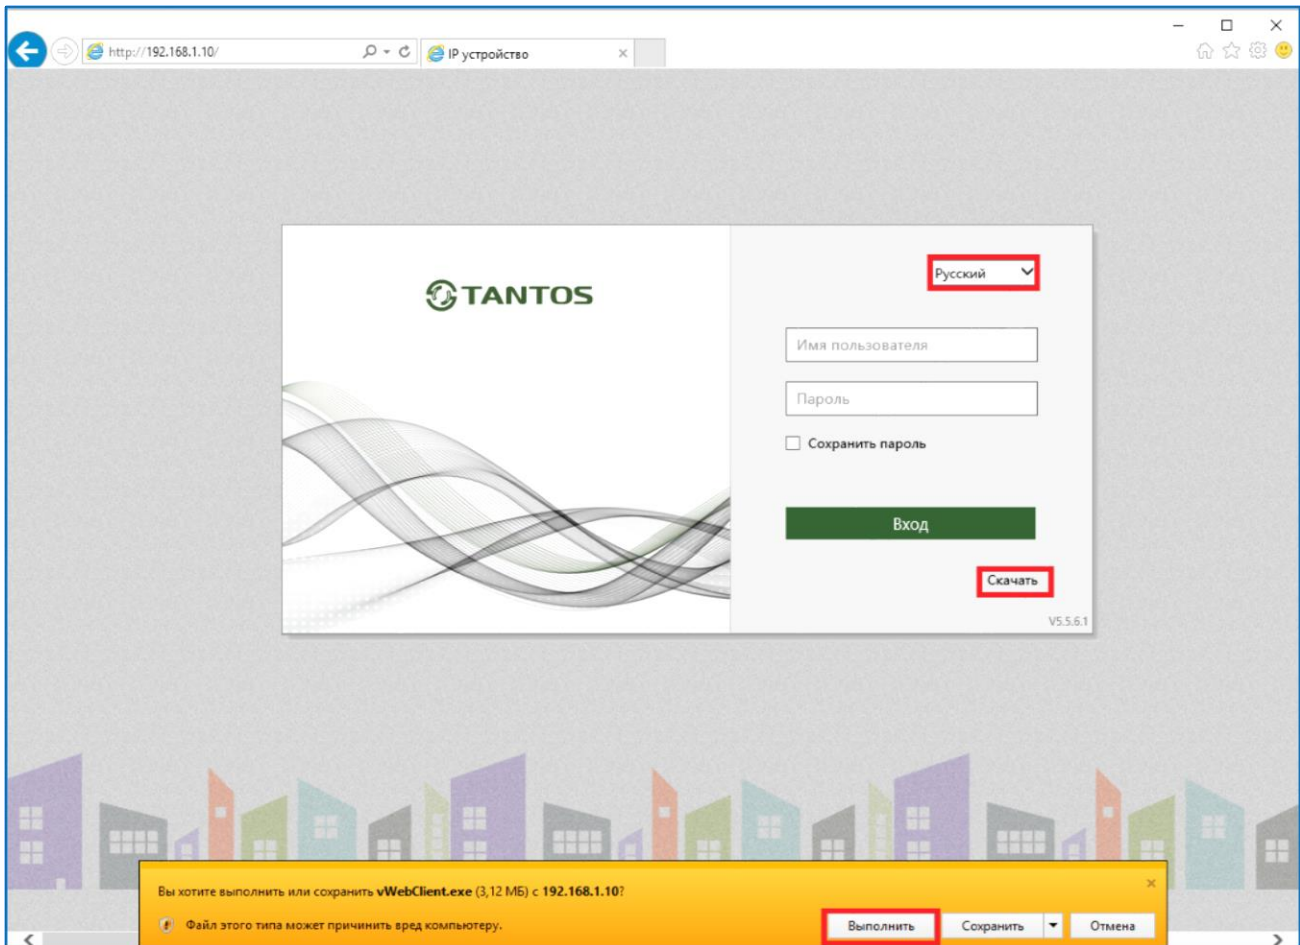 http://192.168.1.10/
IP устройство
TANTOS
Русский
Имя пользователя
Пароль
Сохранить пароль
Вход
Скачать
V5.5.6.1
Вы хотите выполнить или сохранить vWebClient.exe (3,12 МБ) с 192.168.1.10?
Файл этого типа может причинить вред компьютеру.
Выполнить
Сохранить
Отмена